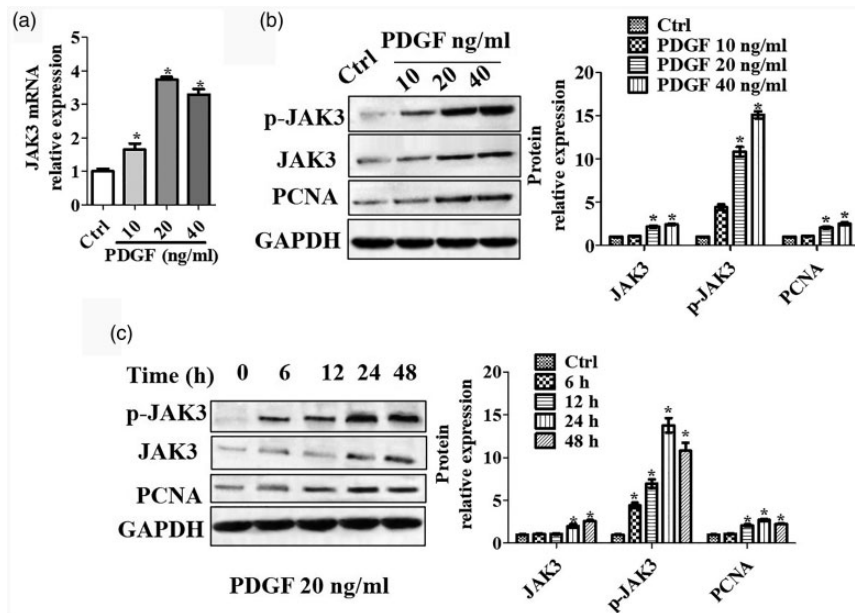 (a)
JAK3 mRNA
relative expression
5
4
3
2
1
0
*
*
*
Ctrl
10
20
40
PDGF (ng/ml)
(b)
PDGF ng/ml
Ctrl
10
20
40
p-JAK3
JAK3
PCNA
GAPDH
Ctrl
PDGF 10 ng/ml
PDGF 20 ng/ml
PDGF 40 ng/ml
Protein
relative expression
20
15
10
5
0
* *
* *
* *
JAK3
p-JAK3
PCNA
(c)
Time (h) 0 6 12 24 48
p-JAK3
JAK3
PCNA
GAPDH
PDGF 20 ng/ml
Ctrl
6 h
12 h
24 h
48 h
Protein
relative expression
20
15
10
5
0
* *
* * * *
* * *
JAK3
p-JAK3
PCNA